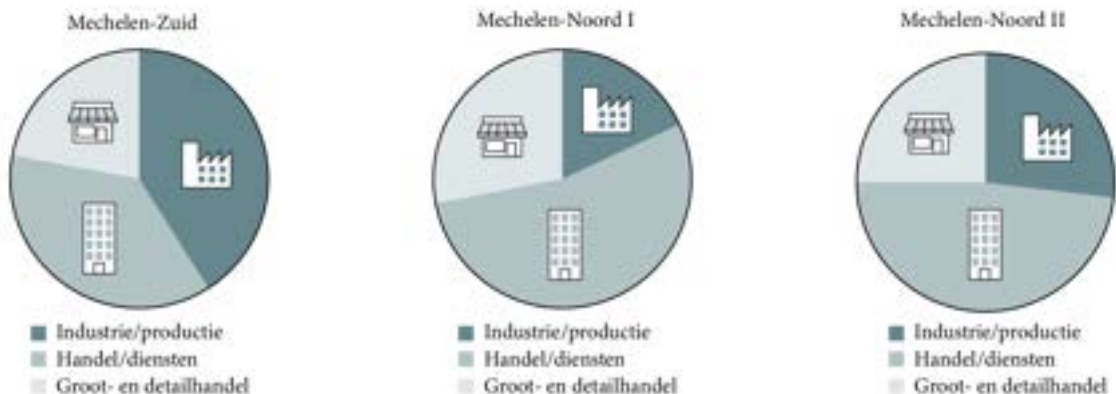 Mechelen-Zuid
Industrie/productie
Handel/diensten
Groot- en detailhandel
Mechelen-Noord I
Industrie/productie
Handel/diensten
Groot- en detailhandel
Mechelen-Noord II
Industrie/productie
Handel/diensten
Groot- en detailhandel